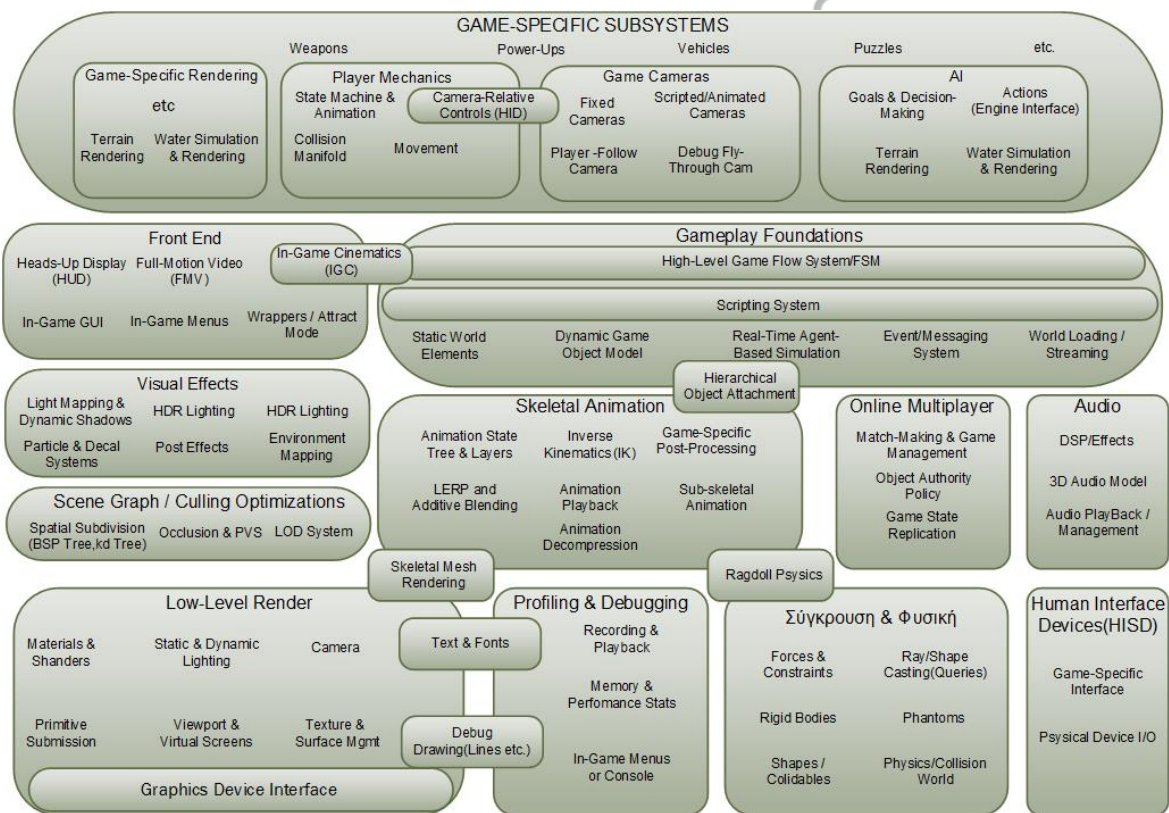 GAME-SPECIFIC SUBSYSTEMS
Weapons
Power-Ups
Vehicles
Puzzles
etc.
Game-Specific Rendering
etc
Terrain
Rendering
Water Simulation
& Rendering
Player Mechanics
State Machine &
Animation
Camera-Relative
Controls (HID)
Collision
Manifold
Movement
Game Cameras
Fixed
Cameras
Scripted/Animated
Cameras
Player -Follow
Camera
Debug Fly-
Through Cam
AI
Goals & Decision-
Making
Actions
(Engine Interface)
Terrain
Rendering
Water Simulation
& Rendering
Front End
Heads-Up Display
(HUD)
Full-Motion Video
(FMV)
In-Game Cinematics
(IGC)
In-Game GUI
In-Game Menus
Wrappers / Attract
Mode
Gameplay Foundations
High-Level Game Flow System/FSM
Scripting System
Static World
Elements
Dynamic Game
Object Model
Real-Time Agent-
Based Simulation
Event/Messaging
System
World Loading /
Streaming
Hierarchical
Object Attachment
Visual Effects
Light Mapping &
Dynamic Shadows
HDR Lighting
HDR Lighting
Particle & Decal
Systems
Post Effects
Environment
Mapping
Skeletal Animation
Animation State
Tree & Layers
Inverse
Kinematics(IK)
Game-Specific
Post-Processing
LERP and
Additive Blending
Animation
Playback
Sub-skeletal
Animation
Animation
Decompression
Online Multiplayer
Match-Making & Game
Management
Object Authority
Policy
Game State
Replication
Audio
DSP/Effects
3D Audio Model
Audio PlayBack /
Management
Scene Graph / Culling Optimizations
Spatial Subdivision
(BSP Tree,kd Tree)
Occlusion & PVS
LOD System
Skeletal Mesh
Rendering
Ragdoll Psysics
Low-Level Render
Materials &
Shanders
Static & Dynamic
Lighting
Camera
Text & Fonts
Primitive
Submission
Viewport &
Virtual Screens
Texture &
Surface Mgmt
Debug
Drawing(Lines etc.)
Graphics Device Interface
Profiling & Debugging
Recording &
Playback
Memory &
Perfomance Stats
In-Game Menus
or Console
Σύγκρουση & Φυσική
Forces &
Constraints
Ray/Shape
Casting(Queries)
Rigid Bodies
Phantoms
Shapes /
Colidables
Physics/Collision
World
Human Interface
Devices(HISD)
Game-Specific
Interface
Psysical Device I/O